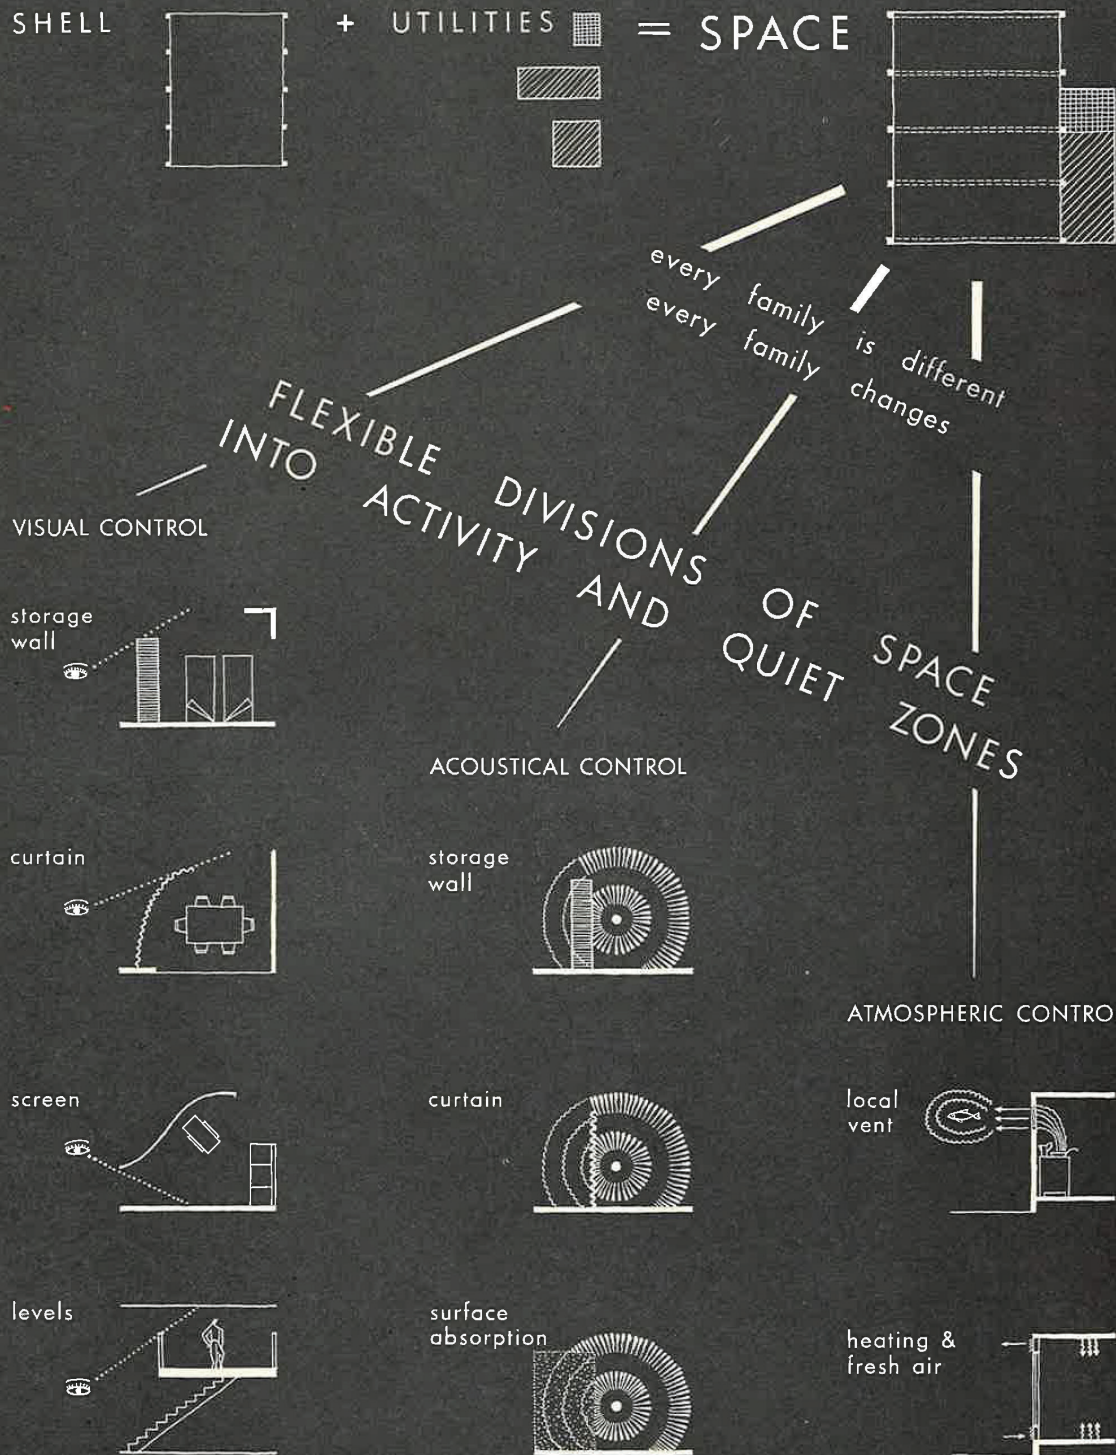 SHELL + UTILITIES = SPACE
every family is different
every family changes
FLEXIBLE DIVISIONS OF SPACE
INTO ACTIVITY AND QUIET ZONES
VISUAL CONTROL
storage
wall
curtain
screen
levels
ACOUSTICAL CONTROL
storage
wall
curtain
surface
absorption
ATMOSPHERIC CONTRO
local
vent
heating &
fresh air